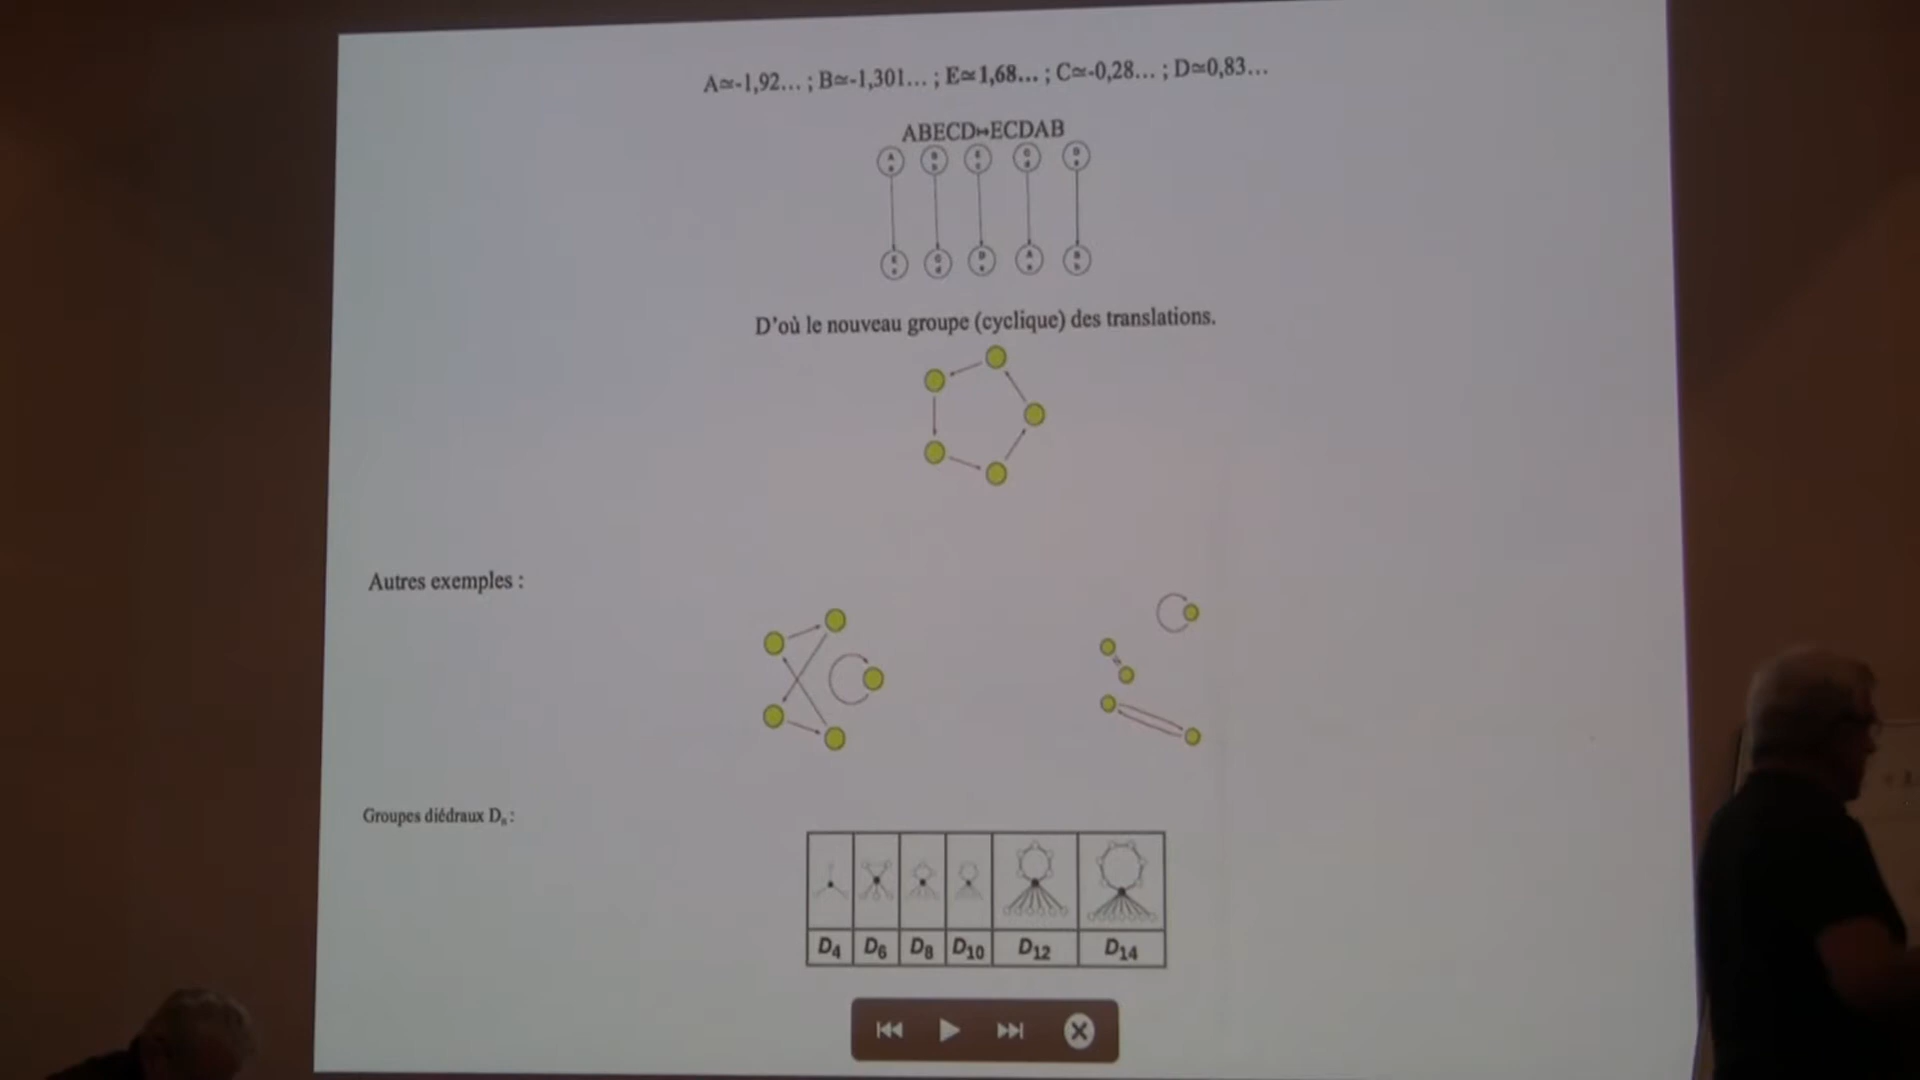 A≃-1,92… ; B≃-1,301… ; E≃1,68… ; C≃-0,28… ; D≃0,83…
ABECD↦ECDAB
A B E C D
E C D A B
D'où le nouveau groupe (cyclique) des translations.
Autres exemples :
Groupes diédraux Dₙ :
D4 D6 D8 D10 D12 D14